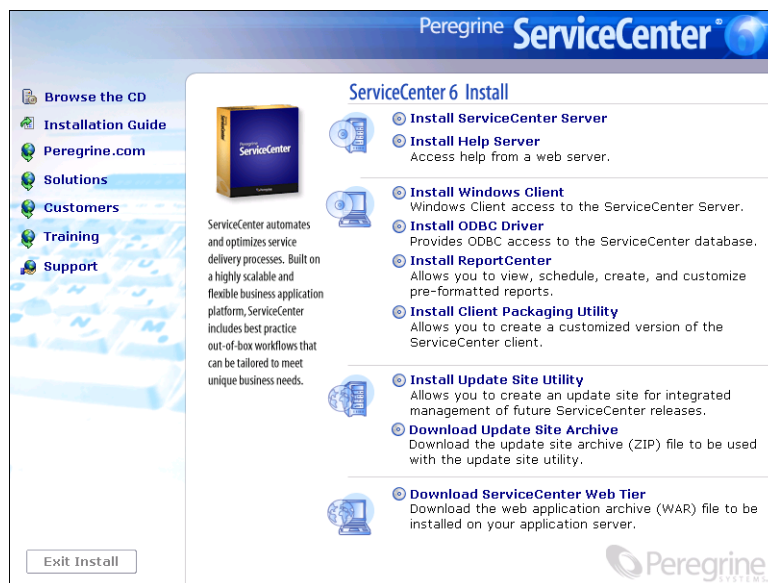 Peregrine ServiceCenter®
6
Browse the CD
Installation Guide
Peregrine.com
Solutions
Customers
Training
Support
Exit Install
Peregrine
ServiceCenter
ServiceCenter automates
and optimizes service
delivery processes. Built on
a highly scalable and
flexible business application
platform, ServiceCenter
includes best practice
out-of-box workflows that
can be tailored to meet
unique business needs.
ServiceCenter 6 Install
Install ServiceCenter Server
Install Help Server
Access help from a web server.
Install Windows Client
Windows Client access to the ServiceCenter Server.
Install ODBC Driver
Provides ODBC access to the ServiceCenter database.
Install ReportCenter
Allows you to view, schedule, create, and customize
pre-formatted reports.
Install Client Packaging Utility
Allows you to create a customized version of the
ServiceCenter client.
Install Update Site Utility
Allows you to create an update site for integrated
management of future ServiceCenter releases.
Download Update Site Archive
Download the update site archive (ZIP) file to be used
with the update site utility.
Download ServiceCenter Web Tier
Download the web application archive (WAR) file to be
installed on your application server.
Peregrine
SYSTEMS